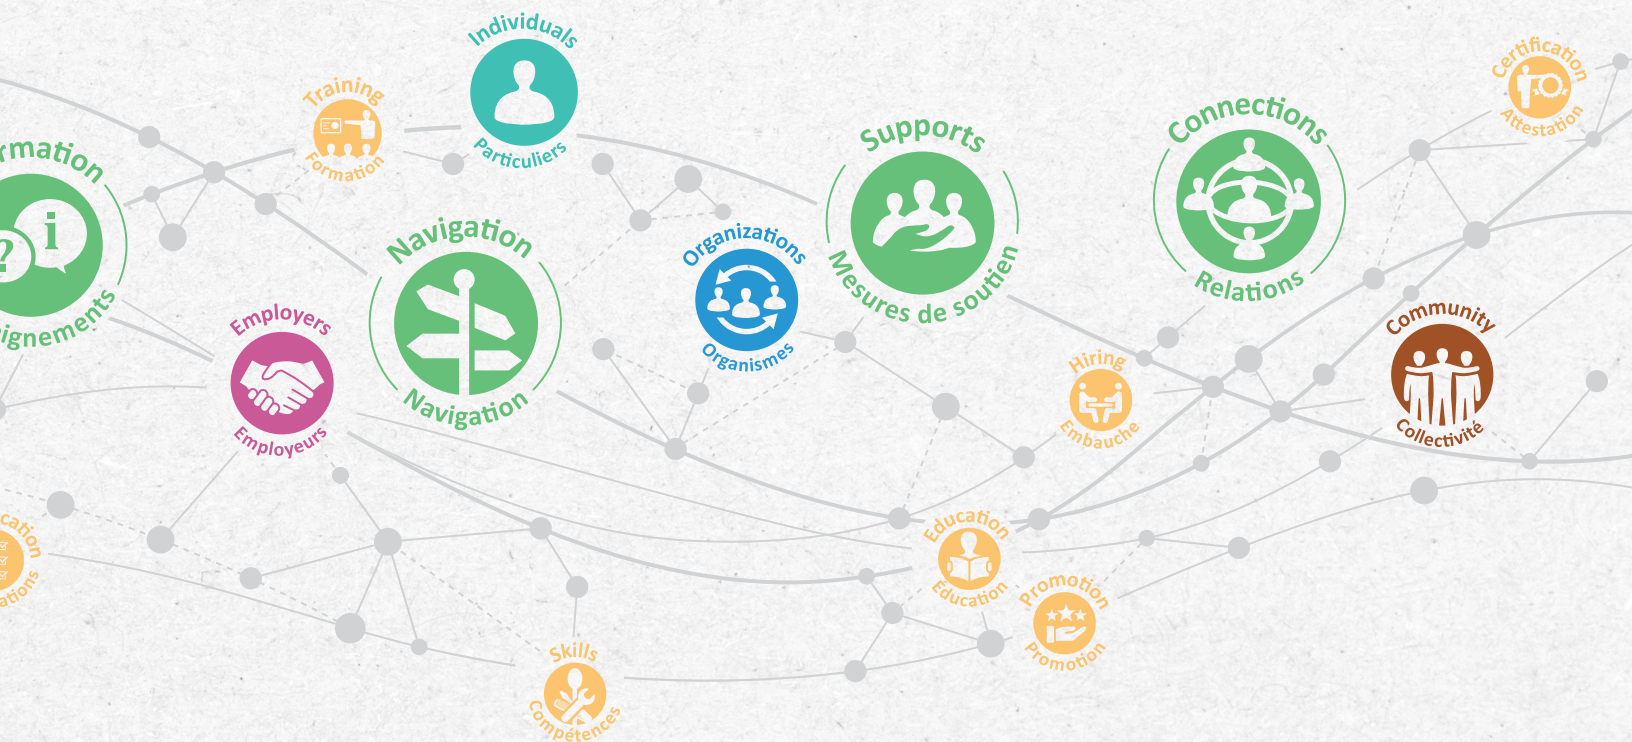 Individuals
Particuliers
Certification
Attestation
Training
Formation
Supports
Mesures de soutien
Connections
Relations
rmation
ignements
Navigation
Navigation
Organizations
Organismes
Employers
Employeurs
Community
Collectivité
Hiring
Embauche
cation
ations
Education
Éducation
Promotion
Promotion
Skills
Compétences
? i